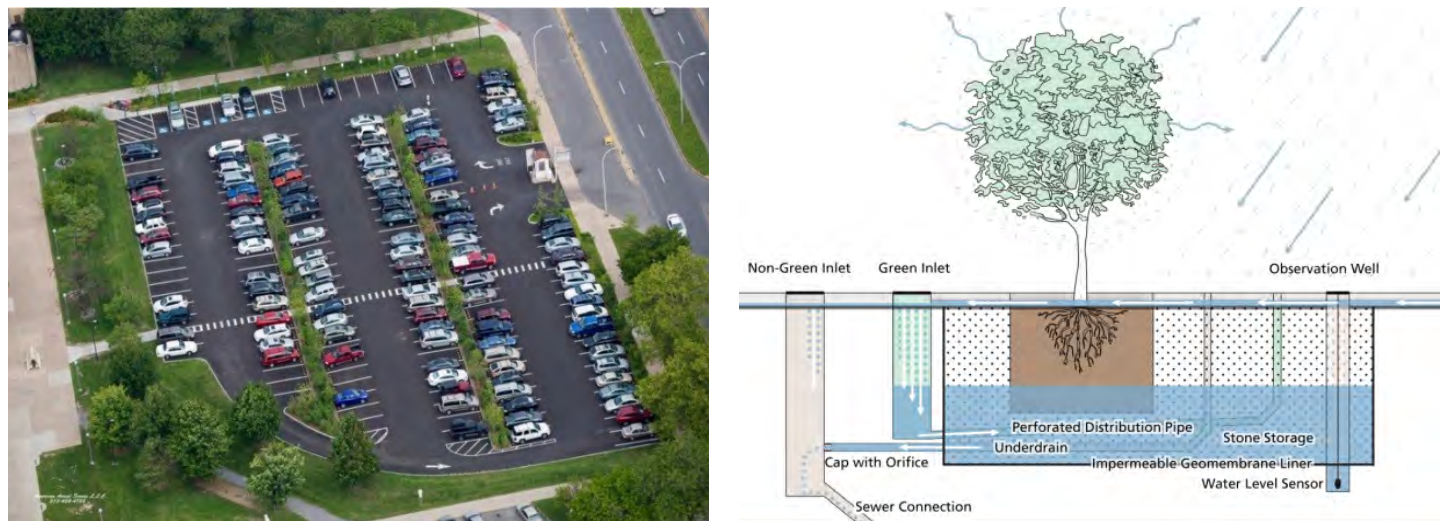 Non-Green Inlet
Green Inlet
Observation Well
Perforated Distribution Pipe
Underdrain
Stone Storage
Cap with Orifice
Impermeable Geomembrane Liner
Water Level Sensor
Sewer Connection